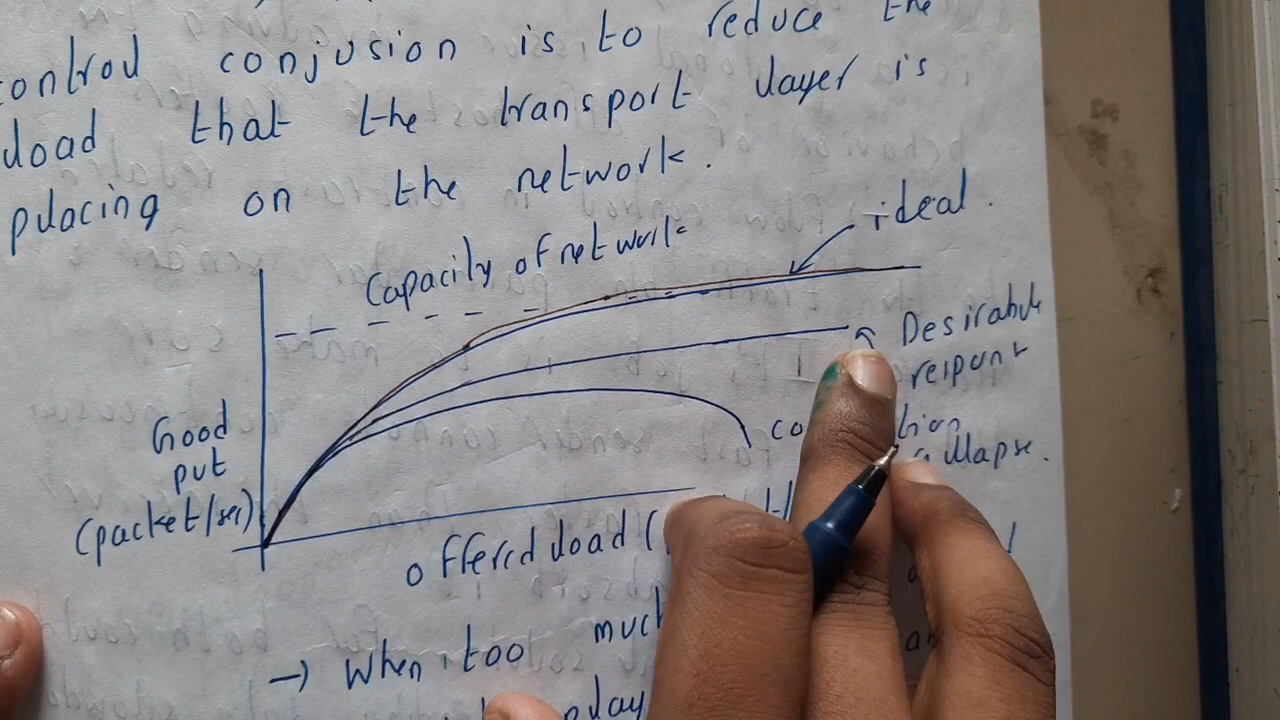 control conjusion is to reduce the
load that the transport layer is
placing on the network.
ideal.
Capacity of network
Desirable
Good
put
(packet/sec)
collapse.
offered load (
→ When too much